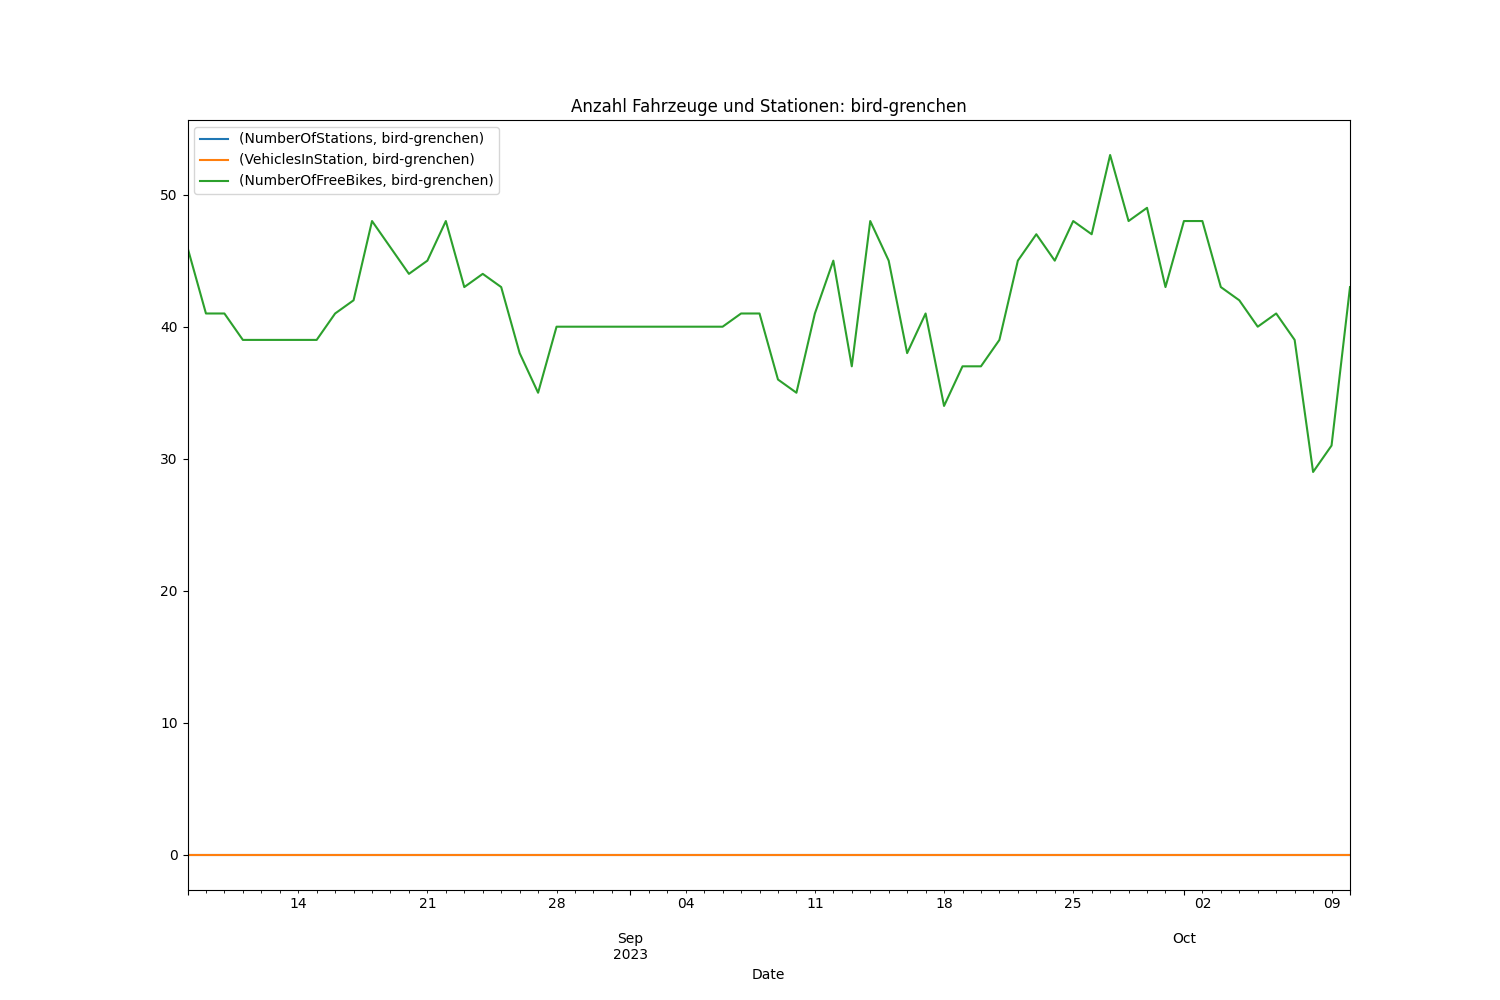 Anzahl Fahrzeuge und Stationen: bird-grenchen
(NumberOfStations, bird-grenchen)
(VehiclesInStation, bird-grenchen)
(NumberOfFreeBikes, bird-grenchen)
50
40
30
20
10
0
14 21 28 04 11 18 25 02 09
Sep Oct
2023
Date